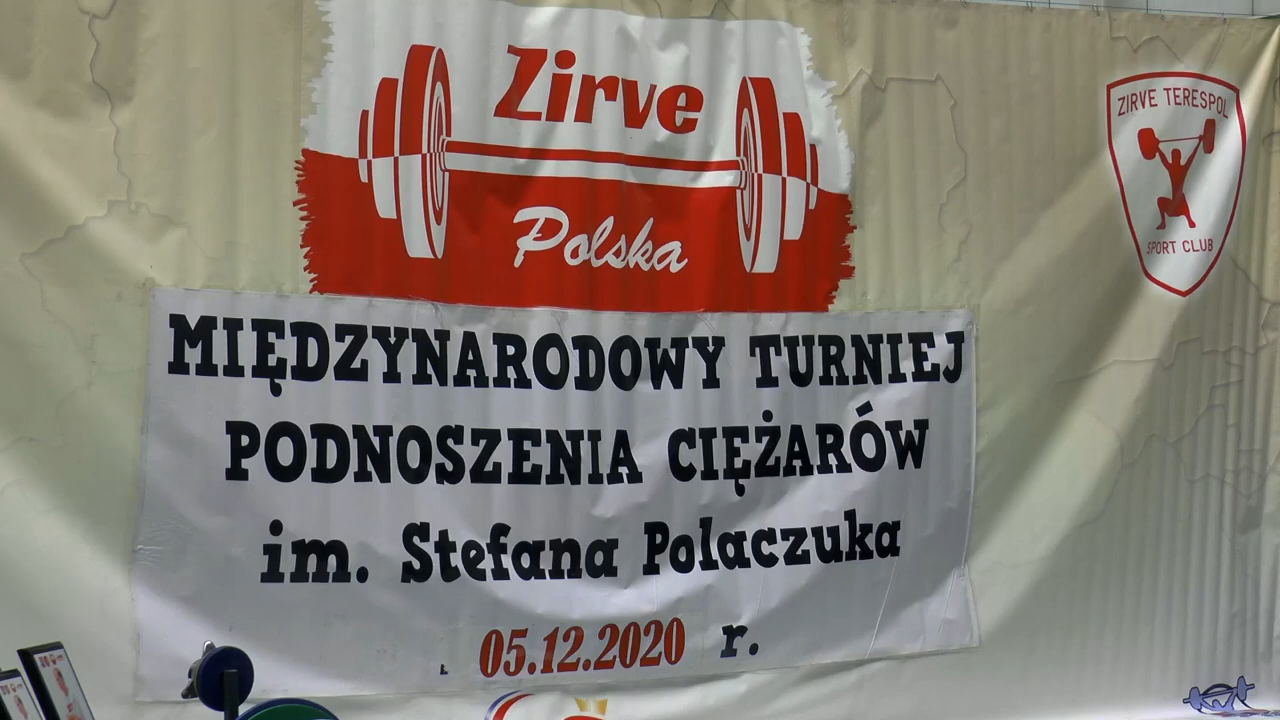 Zirve
Polska
ZIRVE TERESPOL
SPORT CLUB
MIĘDZYNARODOWY TURNIEJ
PODNOSZENIA CIĘŻARÓW
im. Stefana Polaczuka
05.12.2020 r.